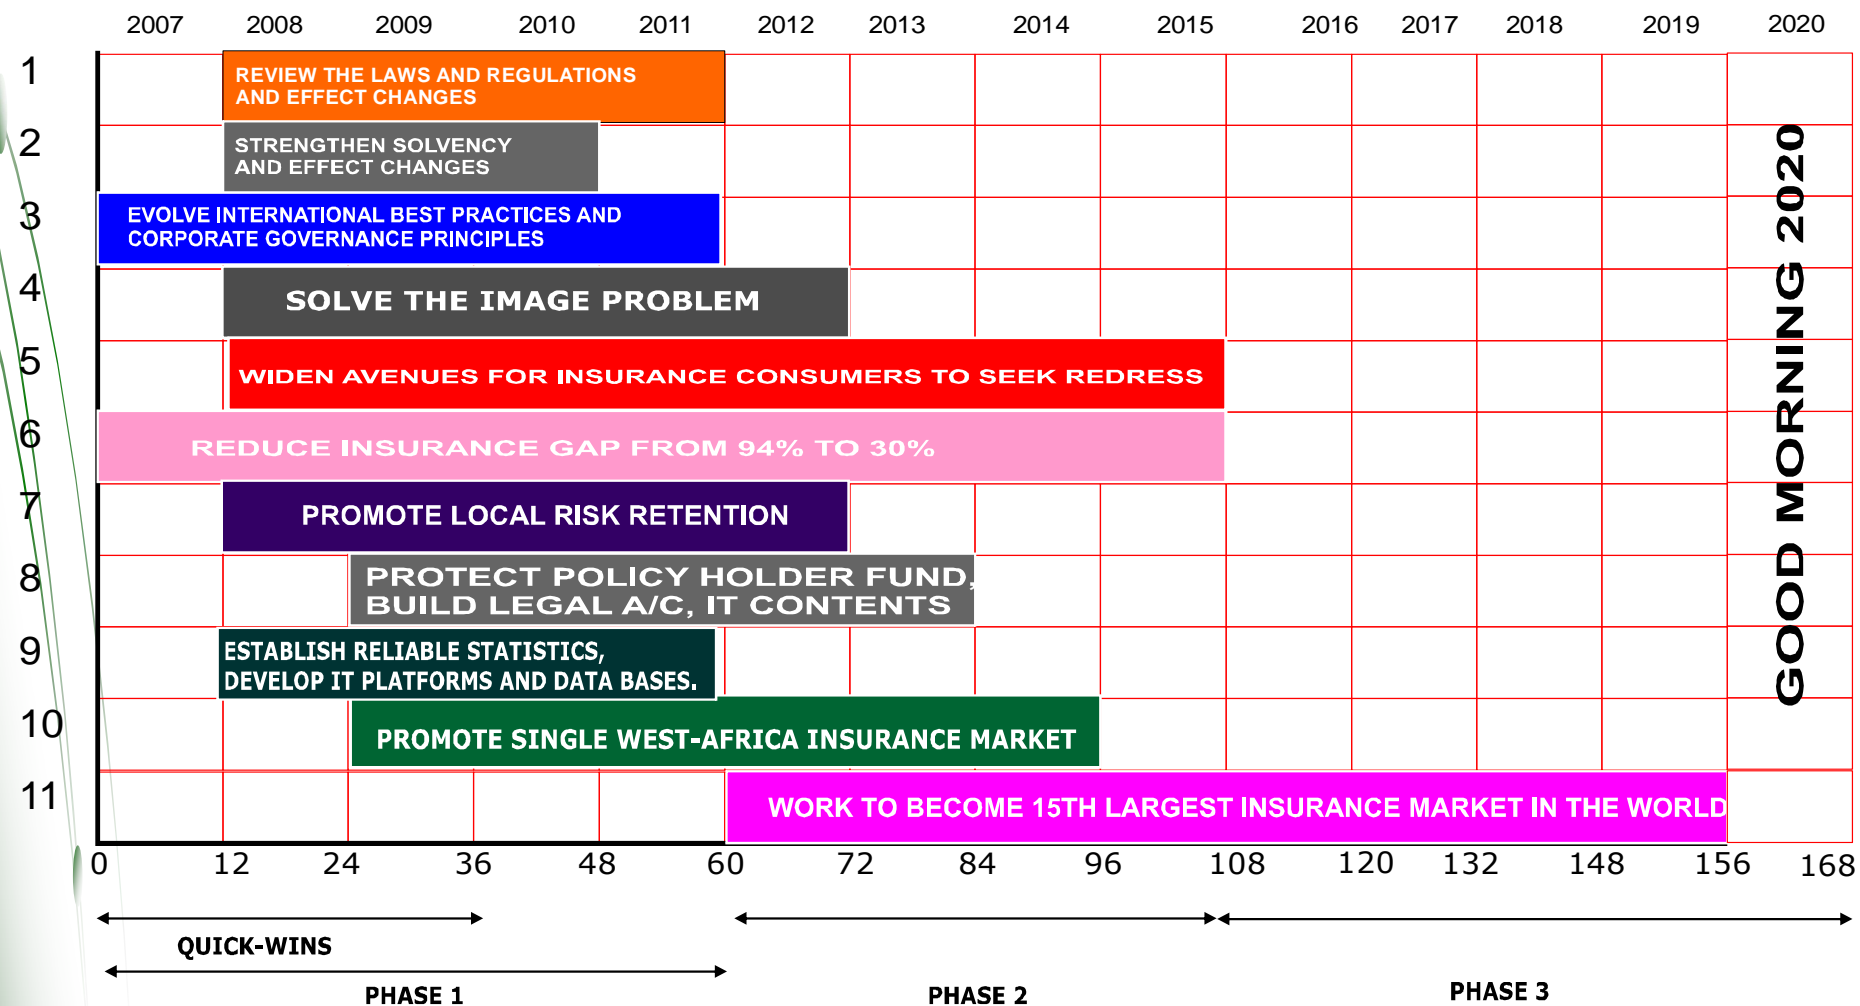 2007 2008 2009 2010 2011 2012 2013 2014 2015 2016 2017 2018 2019 2020
1
REVIEW THE LAWS AND REGULATIONS
AND EFFECT CHANGES
2
STRENGTHEN SOLVENCY
AND EFFECT CHANGES
3
EVOLVE INTERNATIONAL BEST PRACTICES AND
CORPORATE GOVERNANCE PRINCIPLES
4
SOLVE THE IMAGE PROBLEM
5
WIDEN AVENUES FOR INSURANCE CONSUMERS TO SEEK REDRESS
6
REDUCE INSURANCE GAP FROM 94% TO 30%
7
PROMOTE LOCAL RISK RETENTION
8
PROTECT POLICY HOLDER FUND,
BUILD LEGAL A/C, IT CONTENTS
9
ESTABLISH RELIABLE STATISTICS,
DEVELOP IT PLATFORMS AND DATA BASES.
10
PROMOTE SINGLE WEST-AFRICA INSURANCE MARKET
11
WORK TO BECOME 15TH LARGEST INSURANCE MARKET IN THE WORLD
GOOD MORNING 2020
0 12 24 36 48 60 72 84 96 108 120 132 148 156 168
QUICK-WINS
PHASE 1
PHASE 2
PHASE 3